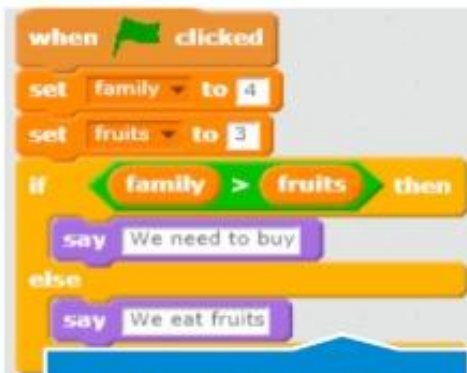 when clicked
set family to 4
set fruits to 3
if family > fruits then
say We need to buy
else
say We eat fruits